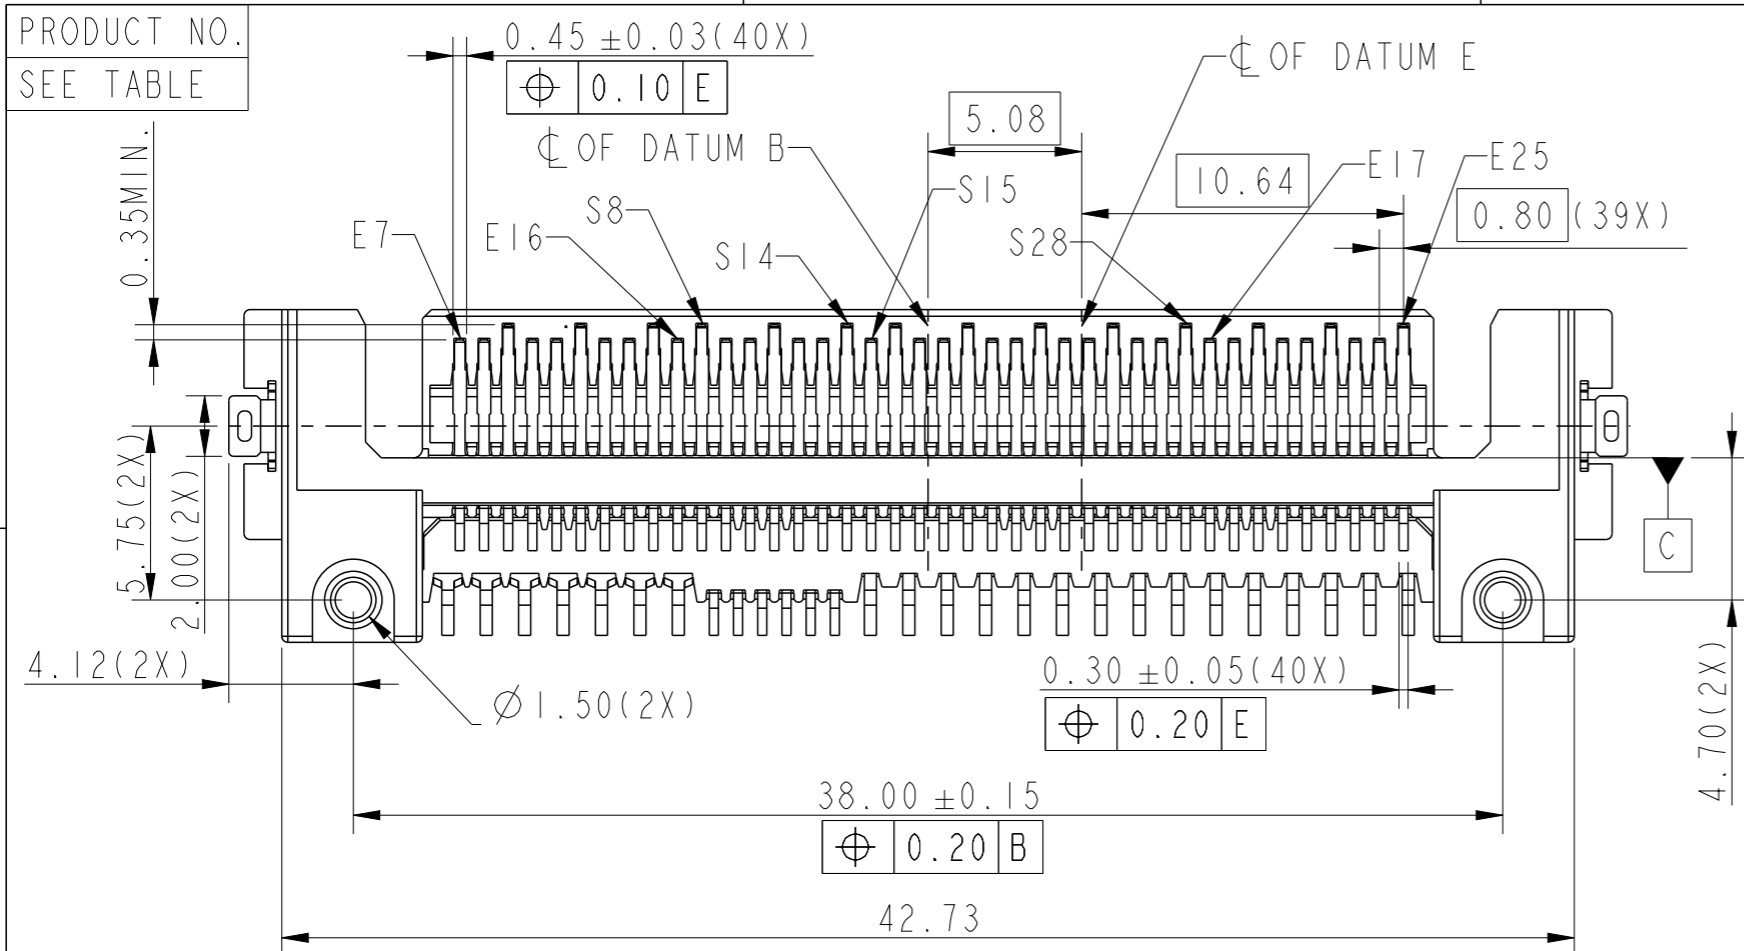 PRODUCT NO.
SEE TABLE
0.45 ±0.03(40X)
⌖ 0.10 E
℄ OF DATUM E
5.08
℄ OF DATUM B
10.64
E17
E25
0.80 (39X)
S15
S8
E7
E16
S14
S28
0.35MIN.
5.75(2X)
2.00(2X)
C
4.12(2X)
Ø1.50(2X)
0.30 ±0.05(40X)
⌖ 0.20 E
4.70(2X)
38.00 ±0.15
⌖ 0.20 B
42.73